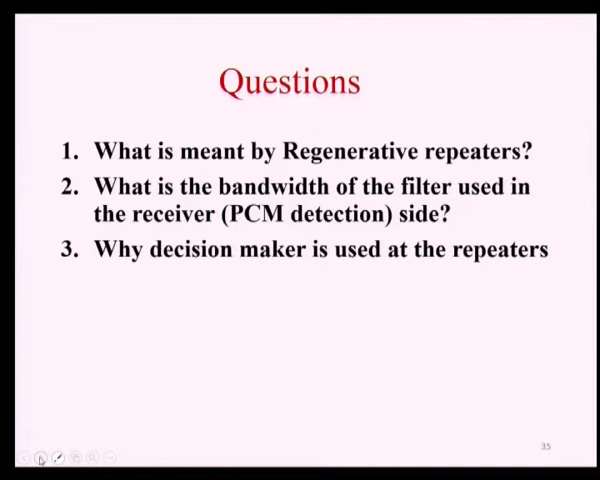 Questions
1. What is meant by Regenerative repeaters?
2. What is the bandwidth of the filter used in
the receiver (PCM detection) side?
3. Why decision maker is used at the repeaters
35